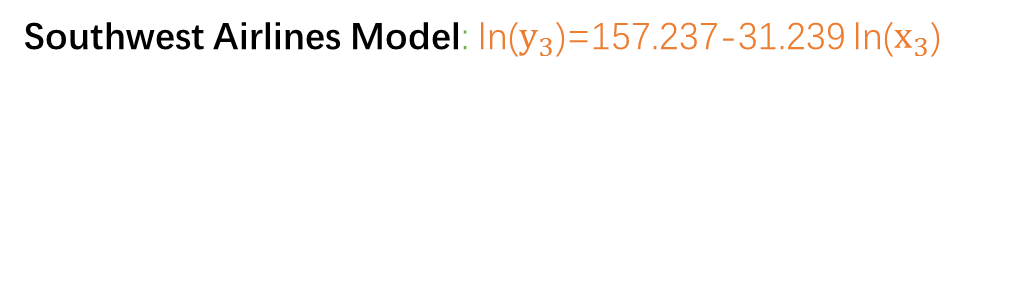 Southwest Airlines Model: ln(y₃)=157.237-31.239 ln(x₃)